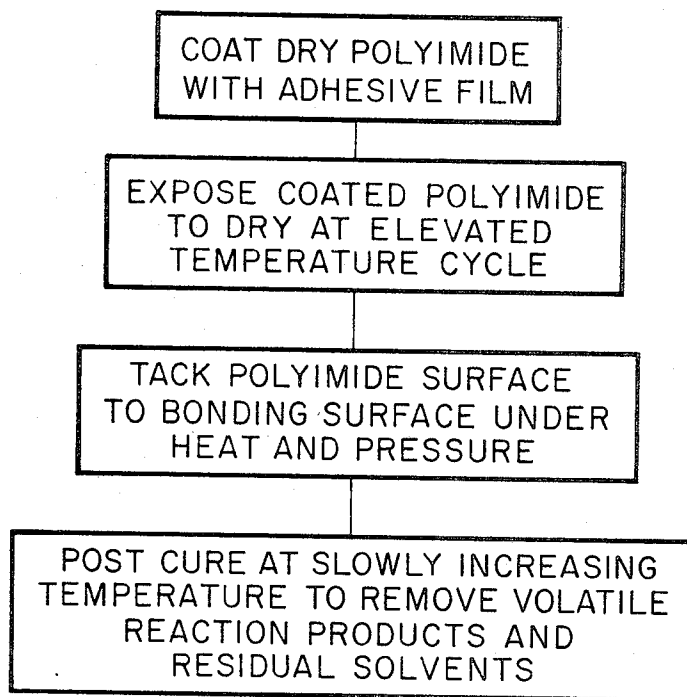 COAT DRY POLYIMIDE
WITH ADHESIVE FILM
EXPOSE COATED POLYIMIDE
TO DRY AT ELEVATED
TEMPERATURE CYCLE
TACK POLYIMIDE SURFACE
TO BONDING SURFACE UNDER
HEAT AND PRESSURE
POST CURE AT SLOWLY INCREASING
TEMPERATURE TO REMOVE VOLATILE
REACTION PRODUCTS AND
RESIDUAL SOLVENTS